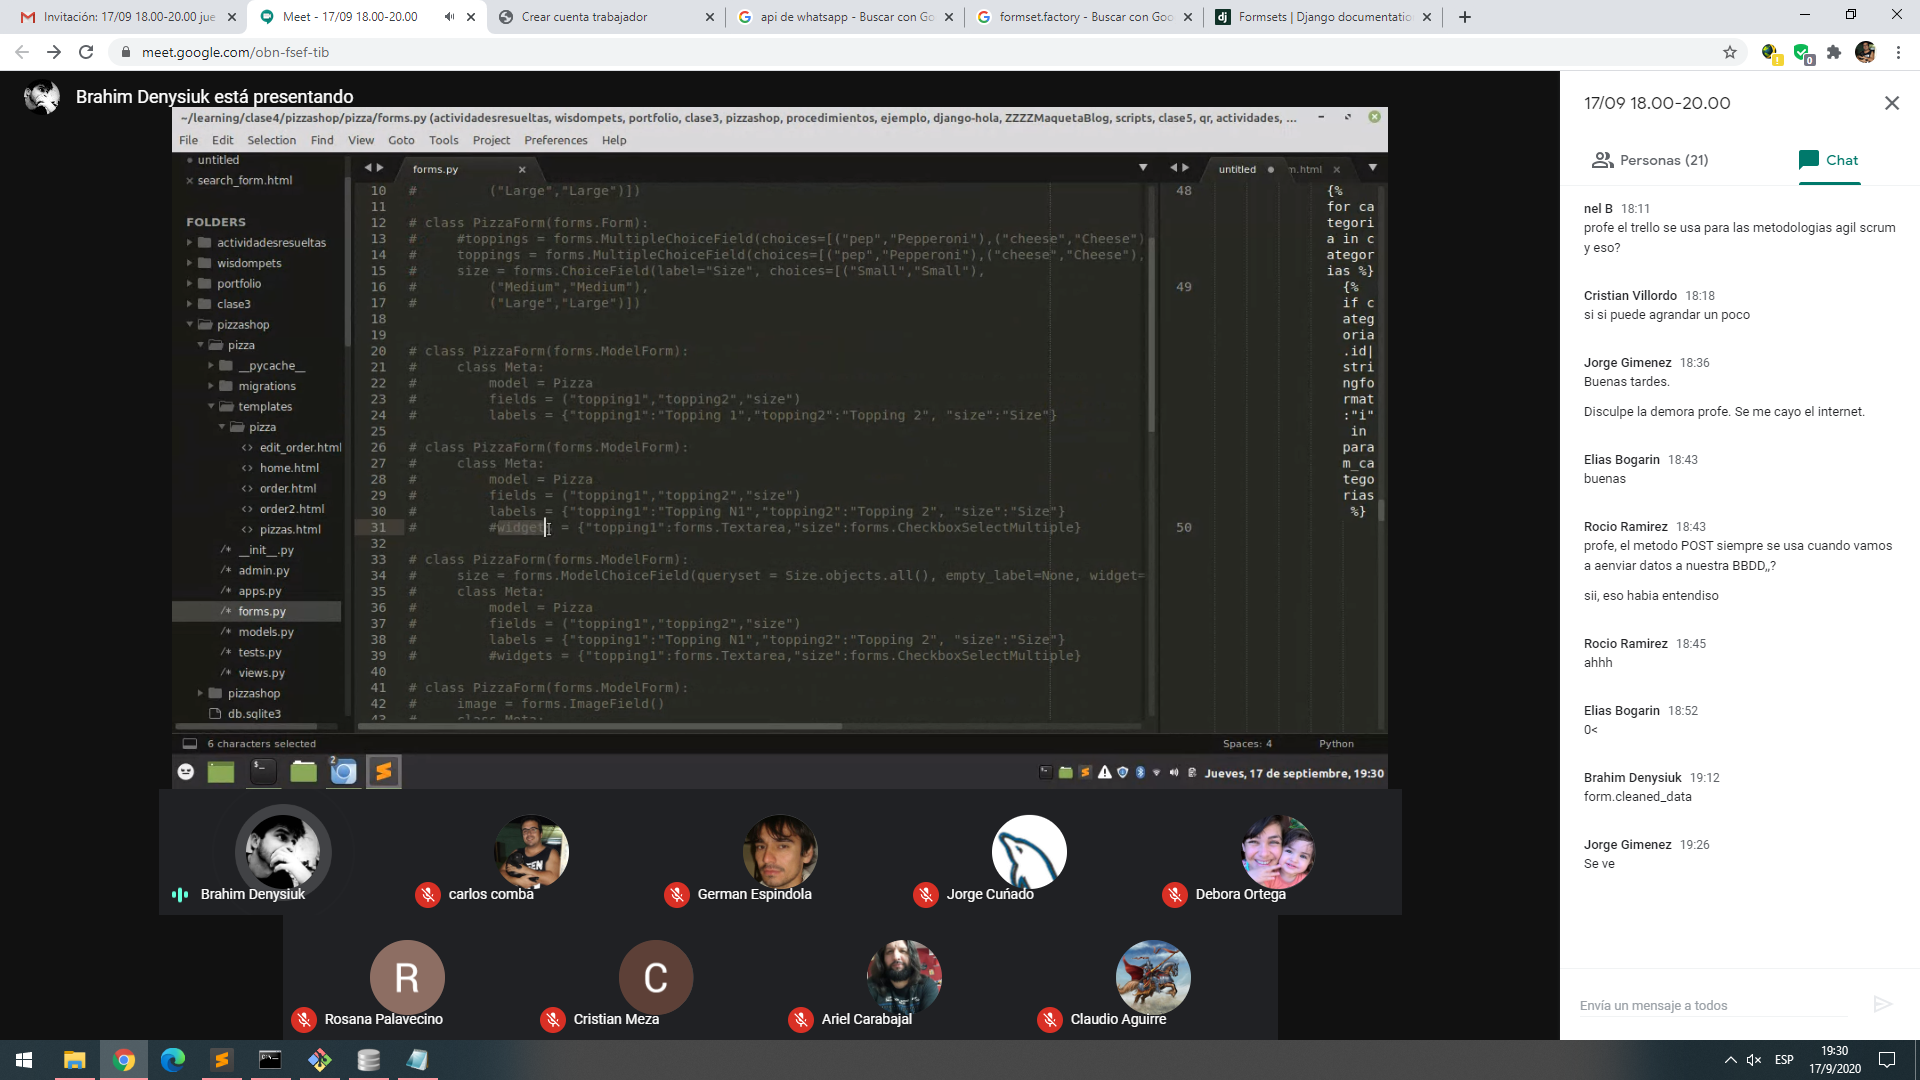 Invitación: 17/09 18.00-20.00 jue
Meet - 17/09 18.00-20.00
Crear cuenta trabajador
api de whatsapp - Buscar con Go
formset.factory - Buscar con Goo
Formsets | Django documentatio
meet.google.com/obn-fsef-tib
Brahim Denysiuk está presentando
~/learning/clase4/pizzashop/pizza/forms.py (actividadesresueltas, wisdompets, portfolio, clase3, pizzashop, procedimientos, ejemplo, django-hola, ZZZZMaquetaBlog, scripts, clase5, qr, actividades, ...
File Edit Selection Find View Goto Tools Project Preferences Help
untitled
search_form.html
FOLDERS
actividadesresueltas
wisdompets
portfolio
clase3
pizzashop
pizza
__pycache__
migrations
templates
pizza
edit_order.html
home.html
order.html
order2.html
pizzas.html
__init__.py
admin.py
apps.py
forms.py
models.py
tests.py
views.py
pizzashop
db.sqlite3
forms.py
10 # ("Large","Large")])
11
12 # class PizzaForm(forms.Form):
13 # #toppings = forms.MultipleChoiceField(choices=[("pep","Pepperoni"),("cheese","Cheese")
14 # toppings = forms.MultipleChoiceField(choices=[("pep","Pepperoni"),("cheese","Cheese"),
15 # size = forms.ChoiceField(label="Size", choices=[("Small","Small"),
16 # ("Medium","Medium"),
17 # ("Large","Large")])
18
19
20 # class PizzaForm(forms.ModelForm):
21 # class Meta:
22 # model = Pizza
23 # fields = ("topping1","topping2","size")
24 # labels = {"topping1":"Topping 1","topping2":"Topping 2", "size":"Size"}
25
26 # class PizzaForm(forms.ModelForm):
27 # class Meta:
28 # model = Pizza
29 # fields = ("topping1","topping2","size")
30 # labels = {"topping1":"Topping N1","topping2":"Topping 2", "size":"Size"}
31 # #widgets = {"topping1":forms.Textarea,"size":forms.CheckboxSelectMultiple}
32
33 # class PizzaForm(forms.ModelForm):
34 # size = forms.ModelChoiceField(queryset = Size.objects.all(), empty_label=None, widget=
35 # class Meta:
36 # model = Pizza
37 # fields = ("topping1","topping2","size")
38 # labels = {"topping1":"Topping N1","topping2":"Topping 2", "size":"Size"}
39 # #widgets = {"topping1":forms.Textarea,"size":forms.CheckboxSelectMultiple}
40
41 # class PizzaForm(forms.ModelForm):
42 # image = forms.ImageField()
43 # class Meta:
untitled
m.html
48 {%
for ca
tegori
a in c
ategor
ias %}
49 {%
if c
ateg
oria
.id|
stri
ngfo
rmat
:"i"
in
para
m_ca
tego
rias
%}
50
6 characters selected
Spaces: 4
Python
2
Jueves, 17 de septiembre, 19:30
Brahim Denysiuk
carlos combá
German Espindola
Jorge Cuñado
Debora Ortega
R
Rosana Palavecino
C
Cristian Meza
Ariel Carabajal
Claudio Aguirre
17/09 18.00-20.00
Personas (21)
Chat
nel B 18:11
profe el trello se usa para las metodologias agil scrum
y eso?
Cristian Villordo 18:18
si si puede agrandar un poco
Jorge Gimenez 18:36
Buenas tardes.
Disculpe la demora profe. Se me cayo el internet.
Elias Bogarin 18:43
buenas
Rocio Ramirez 18:43
profe, el metodo POST siempre se usa cuando vamos
a aenviar datos a nuestra BBDD,,?
sii, eso habia entendiso
Rocio Ramirez 18:45
ahhh
Elias Bogarin 18:52
0<
Brahim Denysiuk 19:12
form.cleaned_data
Jorge Gimenez 19:26
Se ve
Envía un mensaje a todos
ESP
19:30
17/9/2020